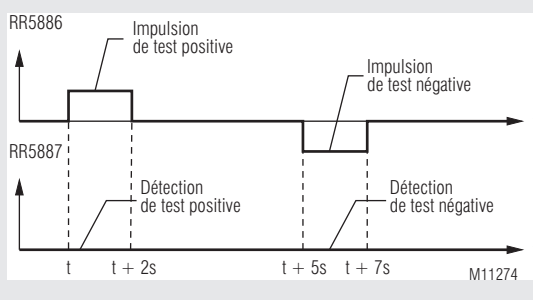 RR5886
Impulsion
de test positive
Impulsion
de test négative
RR5887
Détection
de test positive
Détection
de test négative
t
t + 2s
t + 5s
t + 7s
M11274